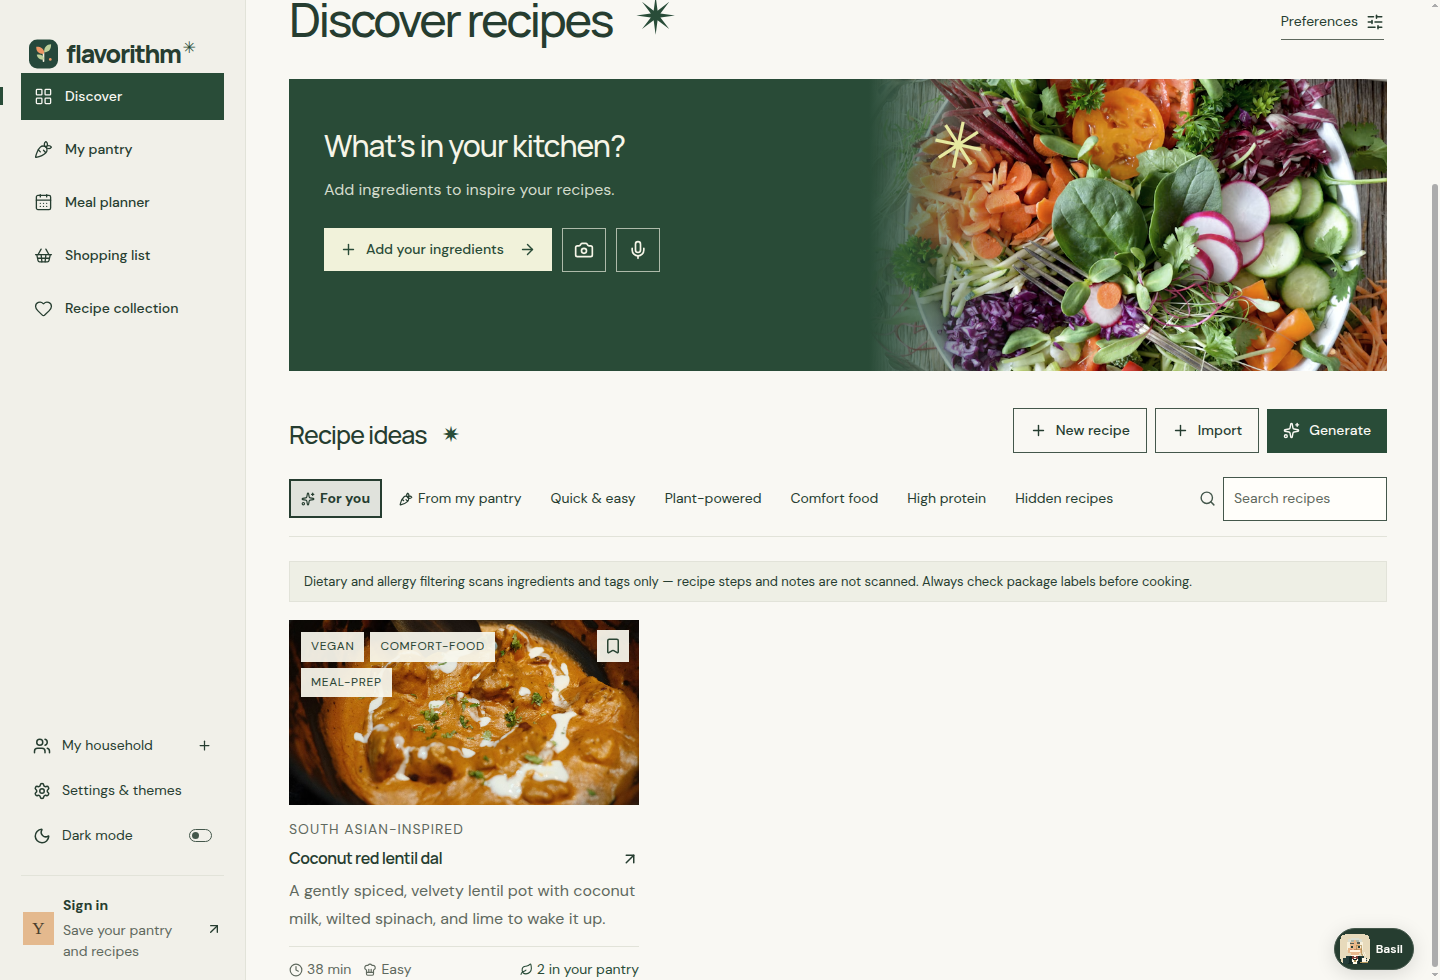 flavorithm
Discover
My pantry
Meal planner
Shopping list
Recipe collection
My household
Settings & themes
Dark mode
Sign in
Y
Save your pantry
and recipes
Discover recipes
Preferences
What's in your kitchen?
Add ingredients to inspire your recipes.
Add your ingredients
Recipe ideas
New recipe
Import
Generate
For you
From my pantry
Quick & easy
Plant-powered
Comfort food
High protein
Hidden recipes
Search recipes
Dietary and allergy filtering scans ingredients and tags only — recipe steps and notes are not scanned. Always check package labels before cooking.
VEGAN
COMFORT-FOOD
MEAL-PREP
SOUTH ASIAN-INSPIRED
Coconut red lentil dal
A gently spiced, velvety lentil pot with coconut
milk, wilted spinach, and lime to wake it up.
38 min
Easy
2 in your pantry
Basil